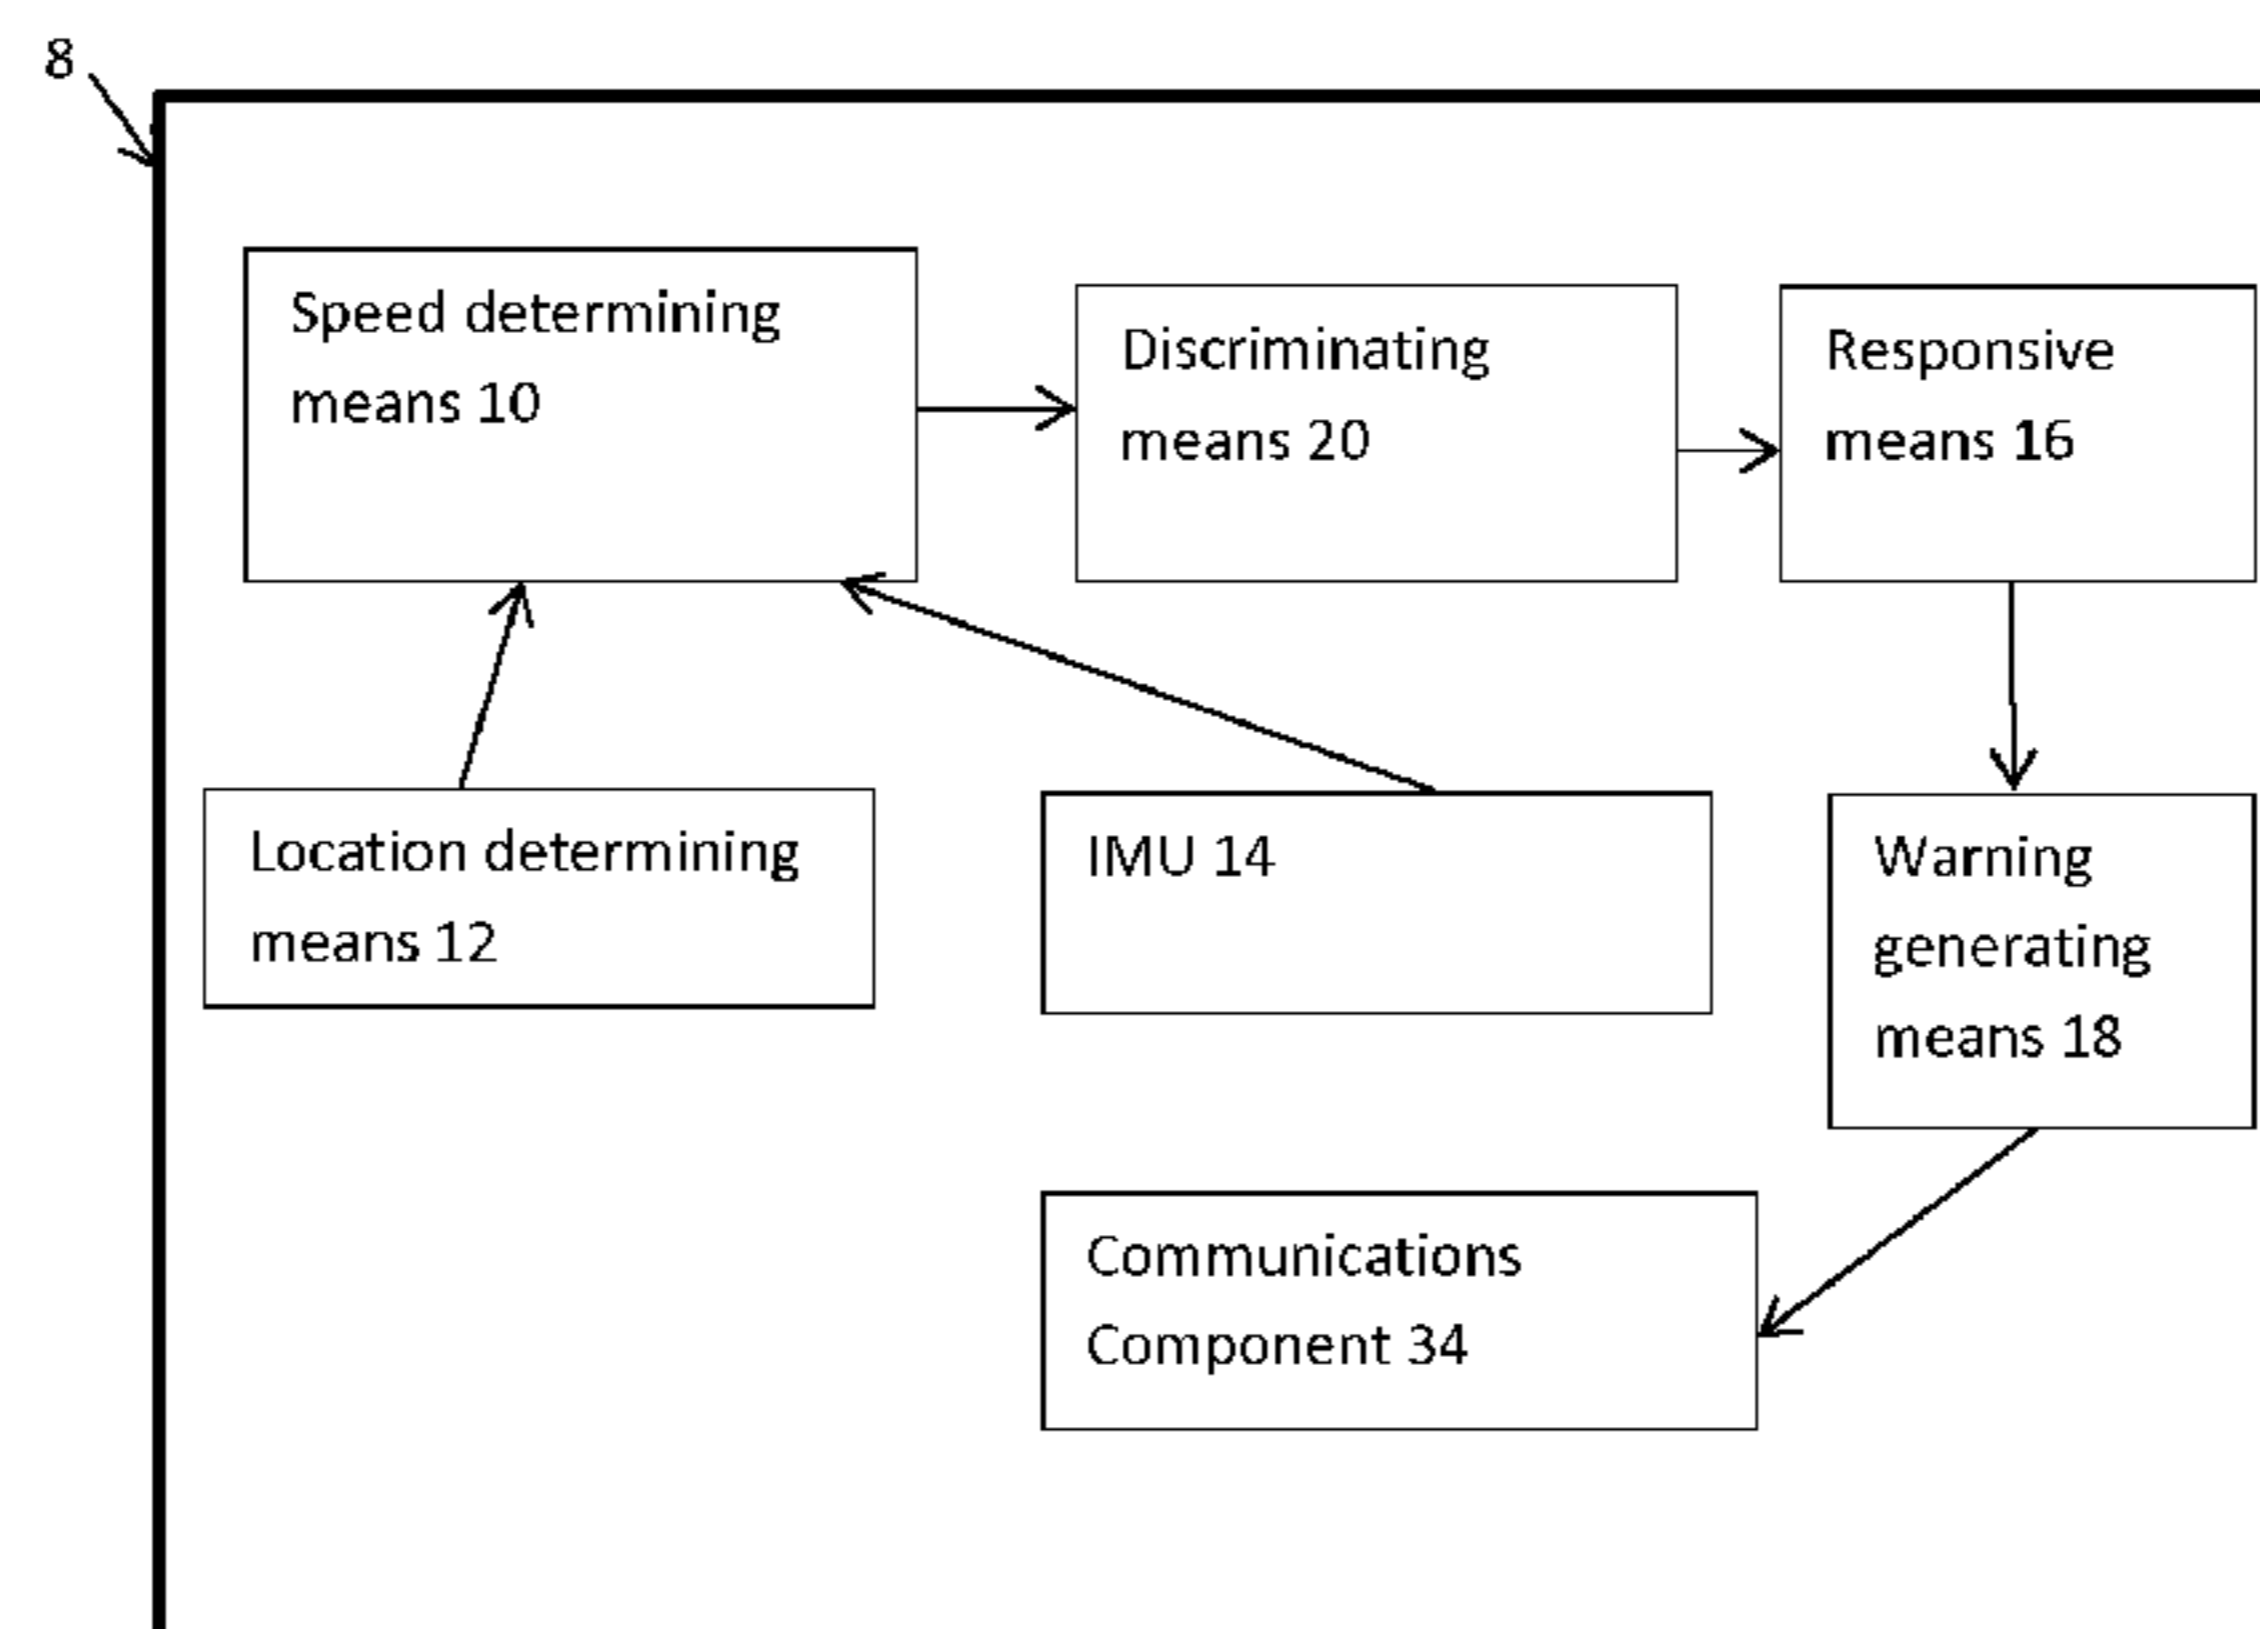 8
Speed determining
means 10
Discriminating
means 20
Responsive
means 16
Location determining
means 12
IMU 14
Warning
generating
means 18
Communications
Component 34